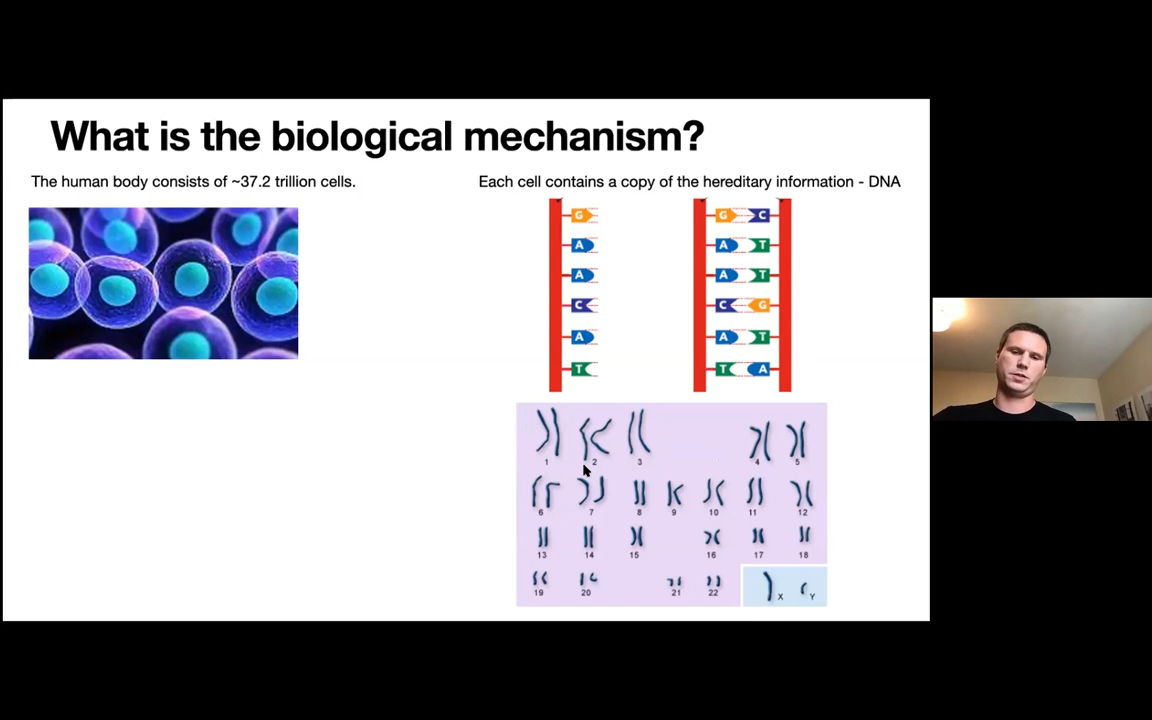 What is the biological mechanism?
The human body consists of ~37.2 trillion cells.
Each cell contains a copy of the hereditary information - DNA
G G C
A A T
A A T
C C G
A A T
T T A
1 2 3 4 5
6 7 8 9 10 11 12
13 14 15 16 17 18
19 20 21 22 X Y